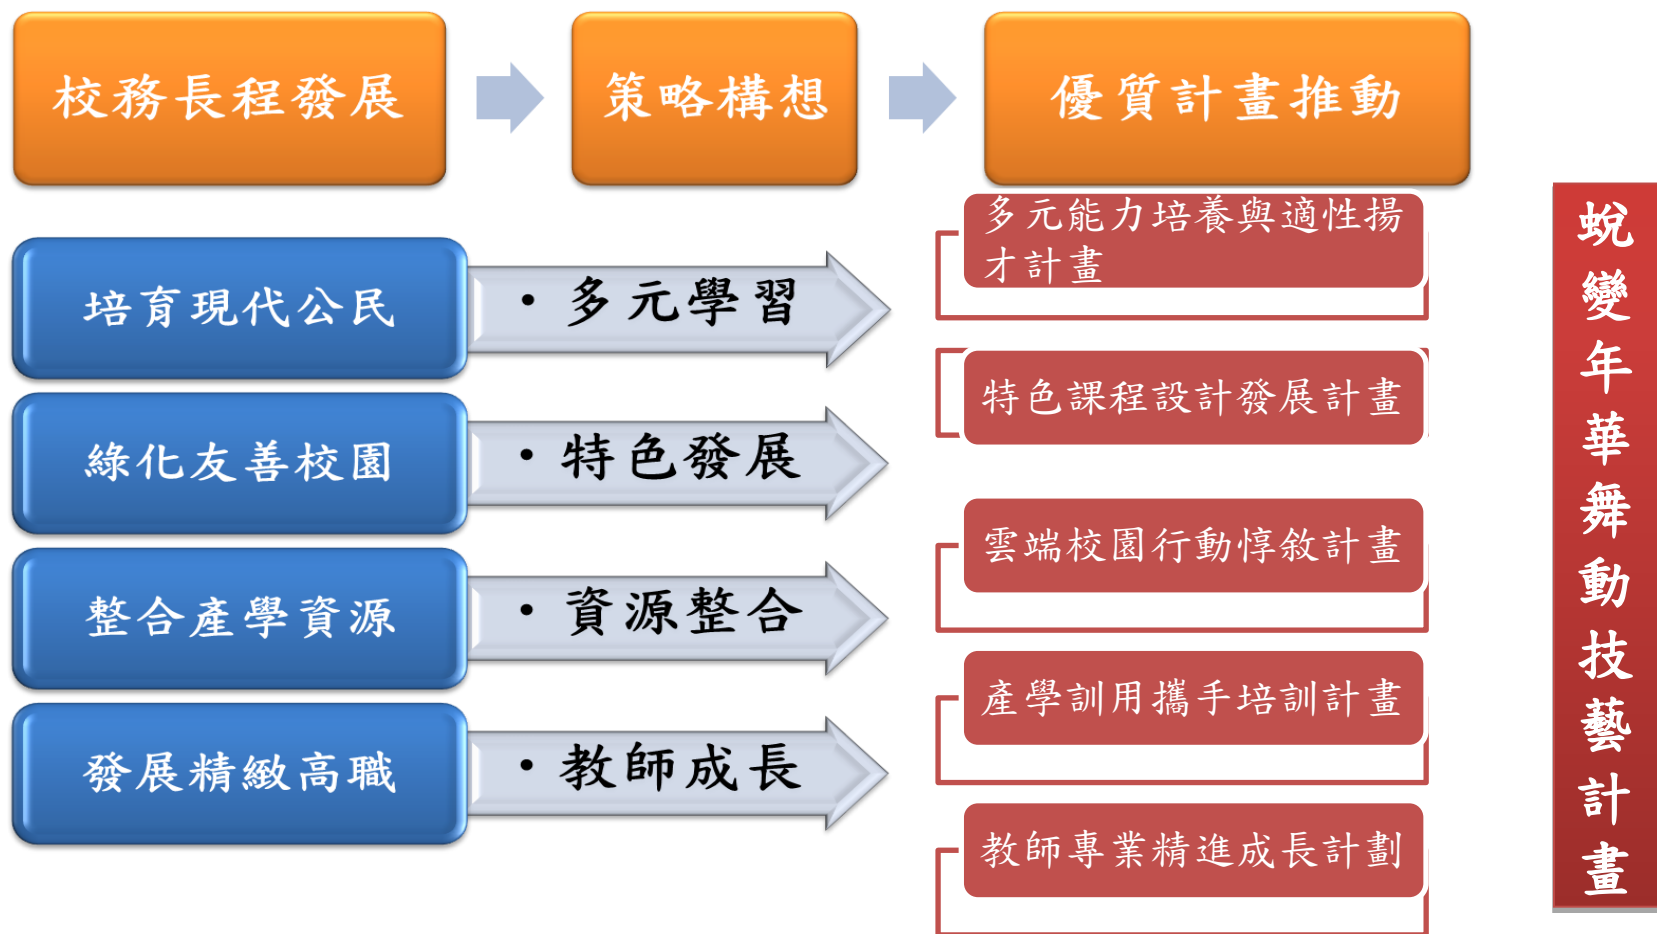 校務長程發展
策略構想
優質計畫推動
培育現代公民
• 多元學習
多元能力培養與適性揚
才計畫
綠化友善校園
• 特色發展
特色課程設計發展計畫
整合產學資源
• 資源整合
雲端校園行動惇敘計畫
產學訓用攜手培訓計畫
發展精緻高職
• 教師成長
教師專業精進成長計劃
蛻變年華舞動技藝計畫